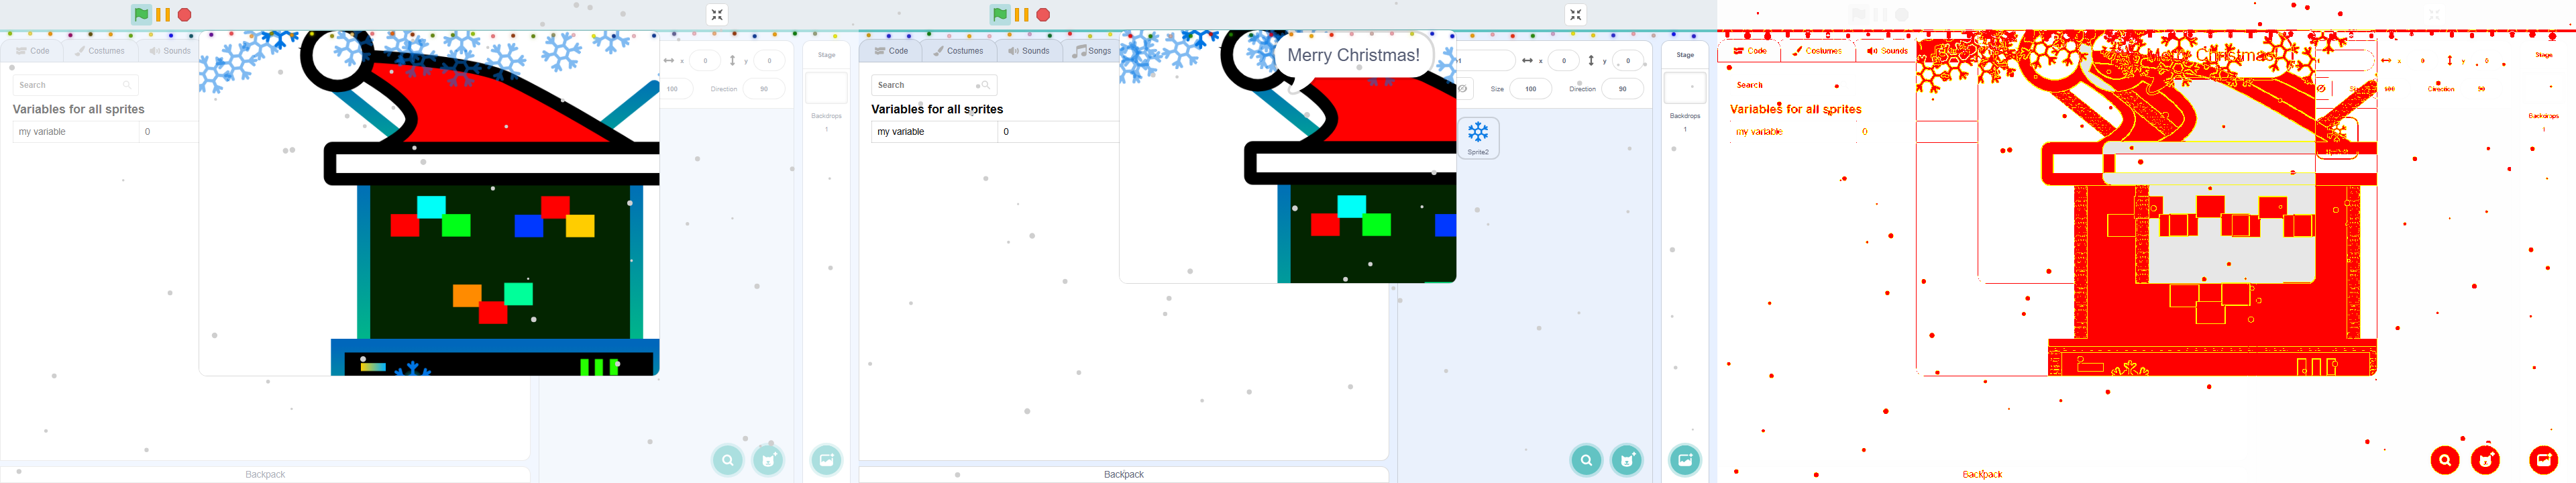 Code Costumes Sounds
x 0 y 0
Stage
Search
100 Direction 90
Variables for all sprites
Backdrops
my variable 0
1
Backpack
Code Costumes Sounds Songs
Merry Christmas!
x 0 y 0
Stage
Search
Size 100 Direction 90
Variables for all sprites
Backdrops
my variable 0
1
Sprite2
Backpack
Code Costumes Sounds
Merry Christmas!
Stage
Search
Direction
Variables for all sprites
Backdrops
my variable 0
1
Backpack